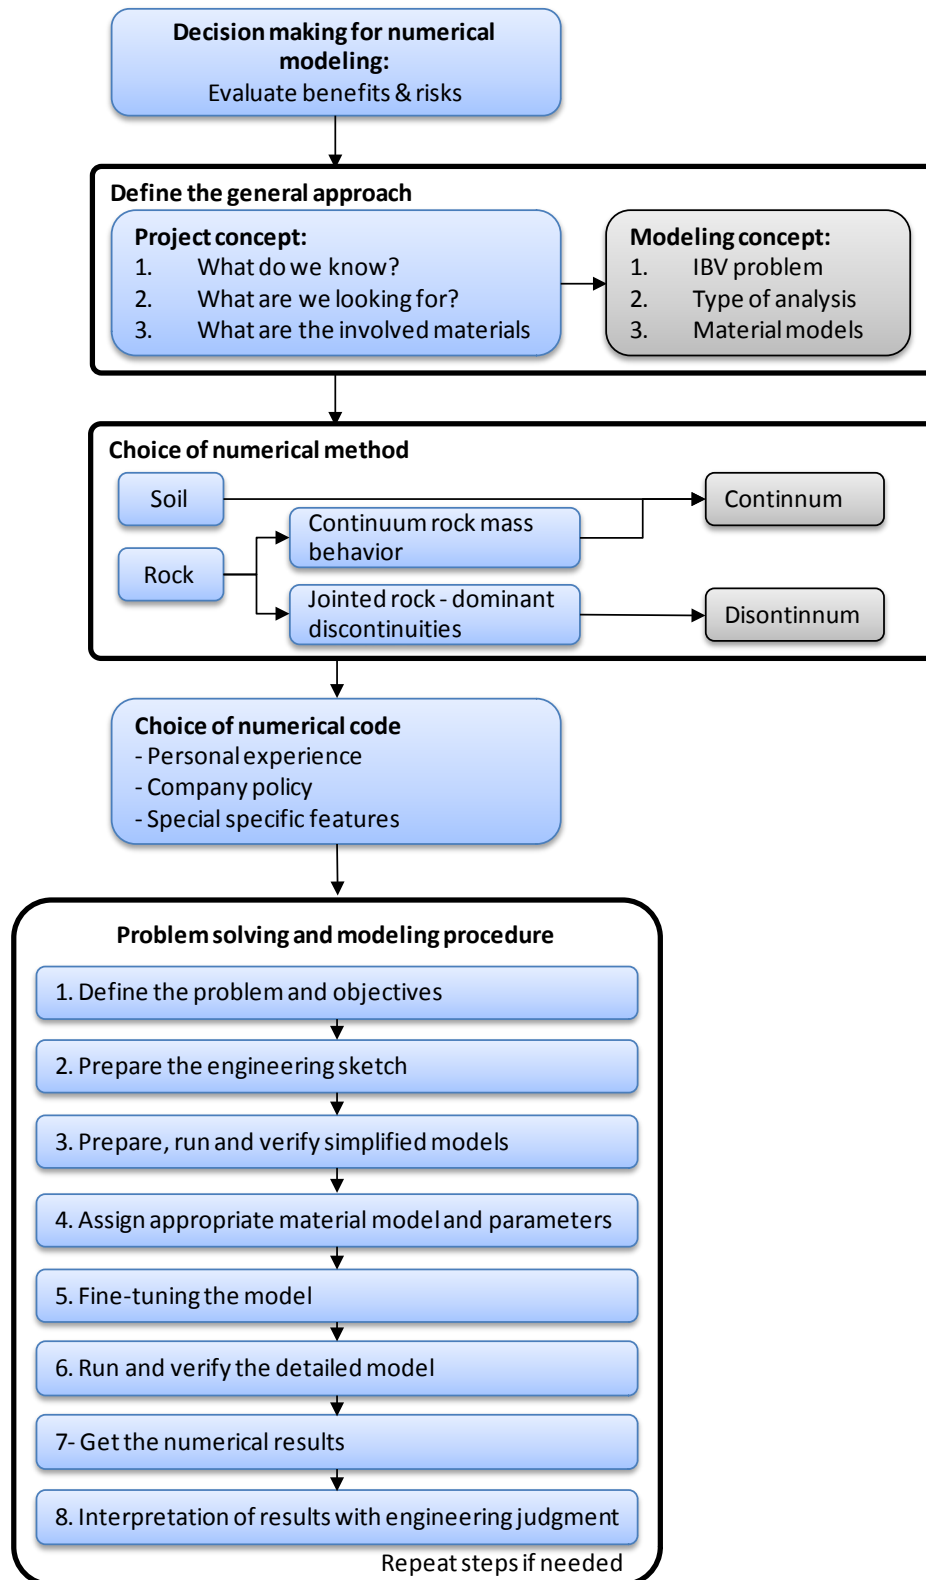 Decision making for numerical
modeling:
Evaluate benefits & risks
Define the general approach
Project concept:
1. What do we know?
2. What are we looking for?
3. What are the involved materials
Modeling concept:
1. IBV problem
2. Type of analysis
3. Material models
Choice of numerical method
Soil
Continnum
Continuum rock mass
behavior
Rock
Jointed rock - dominant
discontinuities
Disontinnum
Choice of numerical code
- Personal experience
- Company policy
- Special specific features
Problem solving and modeling procedure
1. Define the problem and objectives
2. Prepare the engineering sketch
3. Prepare, run and verify simplified models
4. Assign appropriate material model and parameters
5. Fine-tuning the model
6. Run and verify the detailed model
7- Get the numerical results
8. Interpretation of results with engineering judgment
Repeat steps if needed